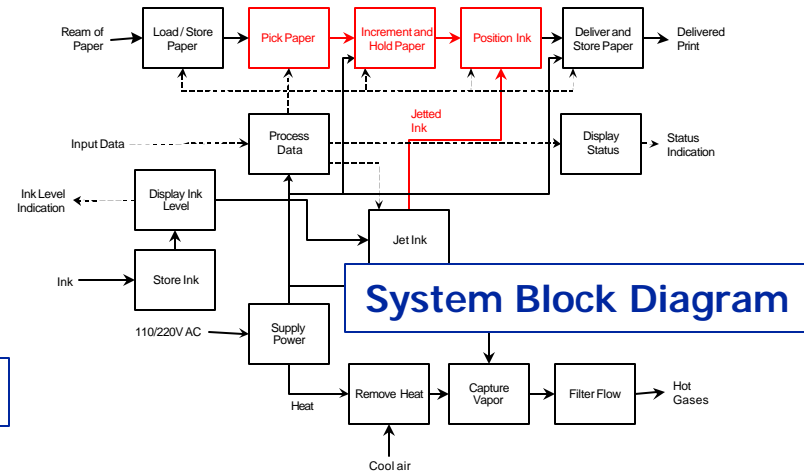 Ream of
Paper
Load / Store
Paper
Pick Paper
Increment and
Hold Paper
Position Ink
Deliver and
Store Paper
Delivered
Print
Jetted
Ink
Input Data
Process
Data
Display
Status
Status
Indication
Ink Level
Indication
Display Ink
Level
Jet Ink
Ink
Store Ink
System Block Diagram
110/220V AC
Supply
Power
Heat
Remove Heat
Capture
Vapor
Filter Flow
Hot
Gases
Cool air